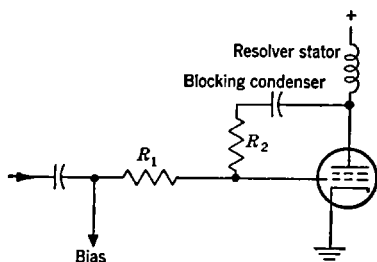 +
Resolver stator
Blocking condenser
R₁
R₂
Bias